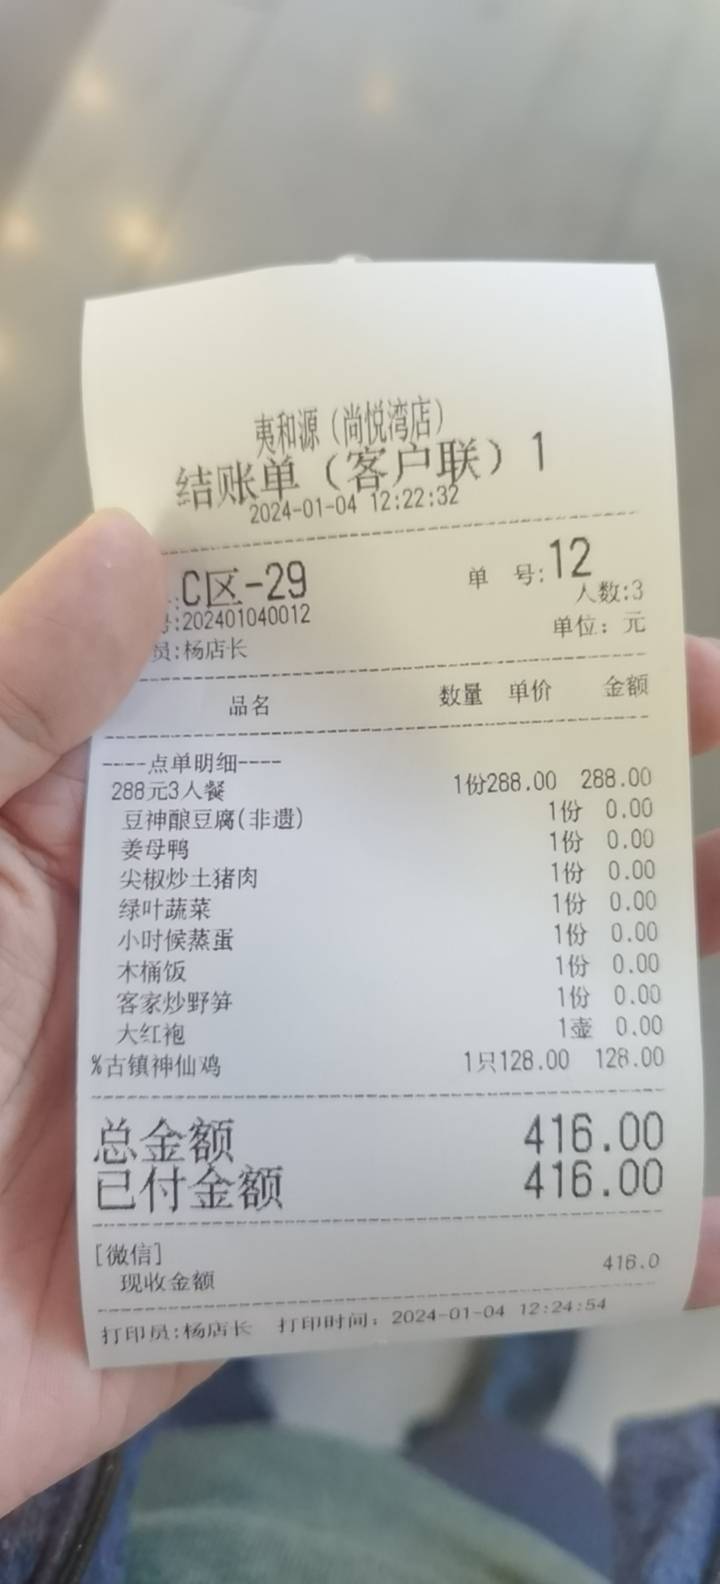 夷和源（尚悦湾店）
结账单（客户联）1
2024-01-04 12:22:32
C区-29 单 号:12
号:202401040012 人数:3
员:杨店长 单位：元
品名 数量 单价 金额
----点单明细----
288元3人餐 1份288.00 288.00
豆神酿豆腐(非遗) 1份 0.00
姜母鸭 1份 0.00
尖椒炒土猪肉 1份 0.00
绿叶蔬菜 1份 0.00
小时候蒸蛋 1份 0.00
木桶饭 1份 0.00
客家炒野笋 1份 0.00
大红袍 1壶 0.00
%古镇神仙鸡 1只128.00 128.00
总金额 416.00
已付金额 416.00
[微信] 416.0
现收金额
打印员:杨店长 打印时间：2024-01-04 12:24:54